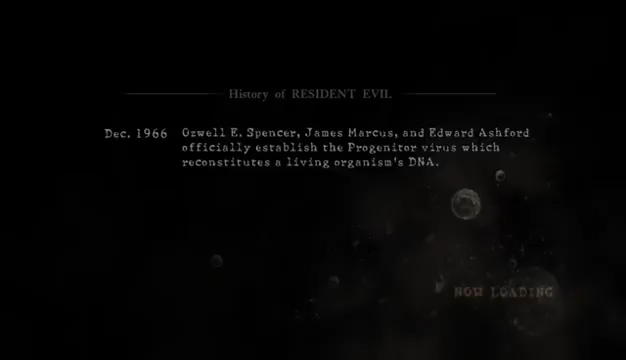 History of RESIDENT EVIL
Dec. 1966 Ozwell E. Spencer, James Marcus, and Edward Ashford
officially establish the Progenitor virus which
reconstitutes a living organism's DNA.
NOW LOADING